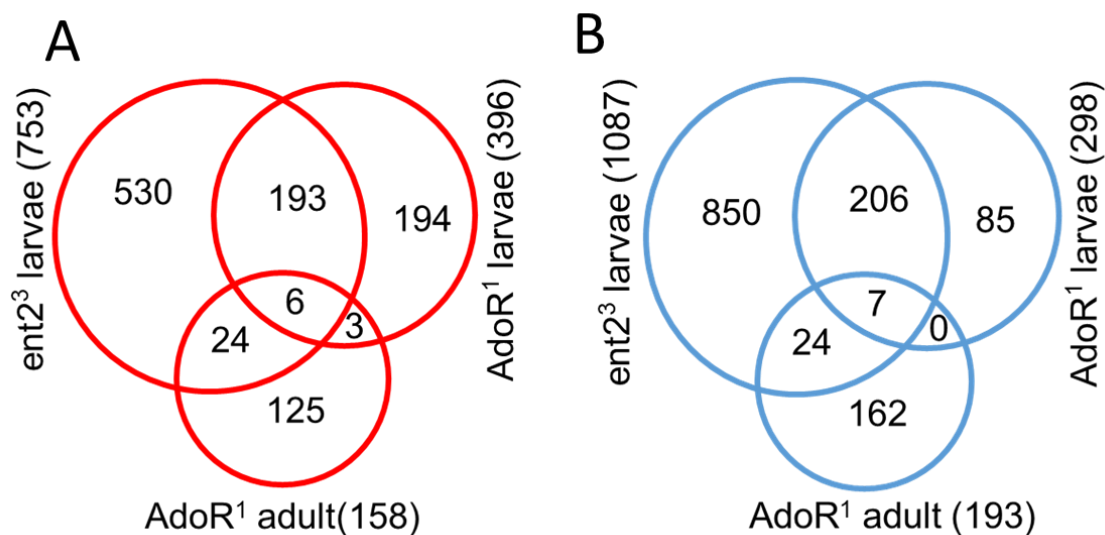 A
ent2³ larvae (753)
530
193
194
AdoR¹ larvae (396)
6
3
24
125
AdoR¹ adult(158)
B
ent2³ larvae (1087)
850
206
85
AdoR¹ larvae (298)
7
0
24
162
AdoR¹ adult (193)